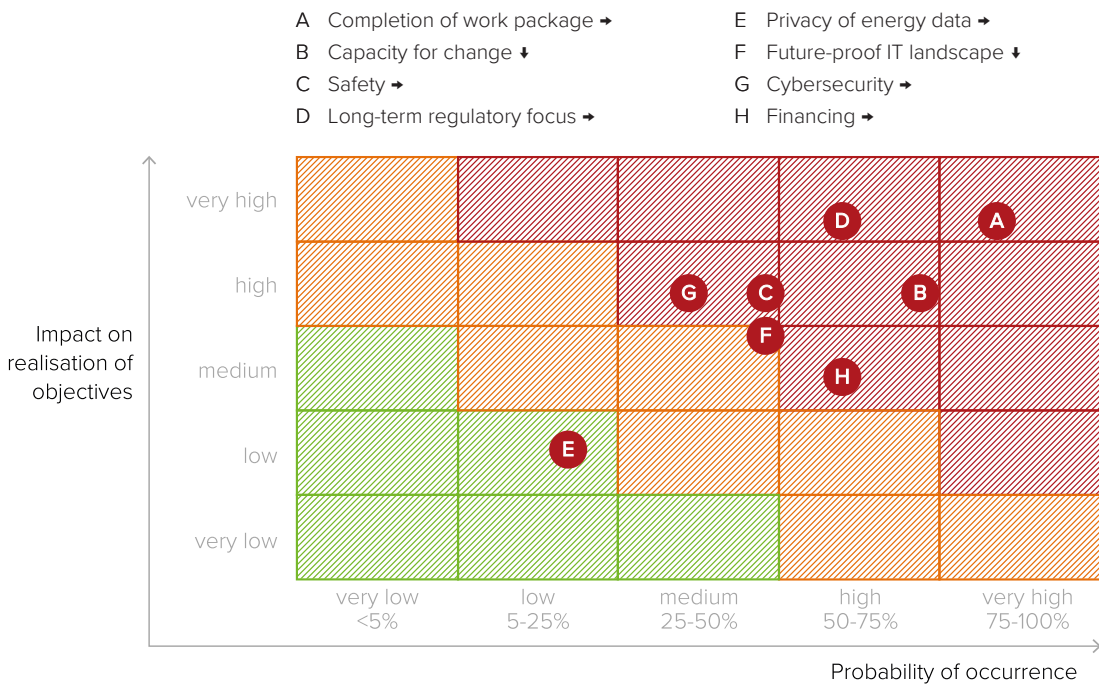 A Completion of work package →
B Capacity for change ↓
C Safety →
D Long-term regulatory focus →
E Privacy of energy data →
F Future-proof IT landscape ↓
G Cybersecurity →
H Financing →
Impact on
realisation of
objectives
very high
high
medium
low
very low
D
A
G
C
B
F
H
E
very low
<5%
low
5-25%
medium
25-50%
high
50-75%
very high
75-100%
Probability of occurrence